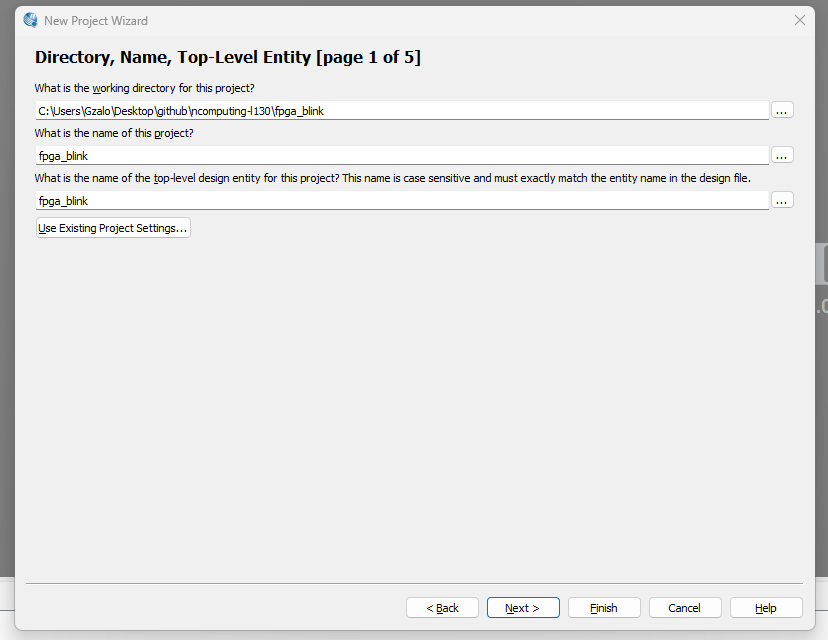 New Project Wizard
Directory, Name, Top-Level Entity [page 1 of 5]
What is the working directory for this project?
C:\Users\Gzalo\Desktop\github\ncomputing-l130\fpga_blink
...
What is the name of this project?
fpga_blink
...
What is the name of the top-level design entity for this project? This name is case sensitive and must exactly match the entity name in the design file.
fpga_blink
...
Use Existing Project Settings...
< Back
Next >
Finish
Cancel
Help